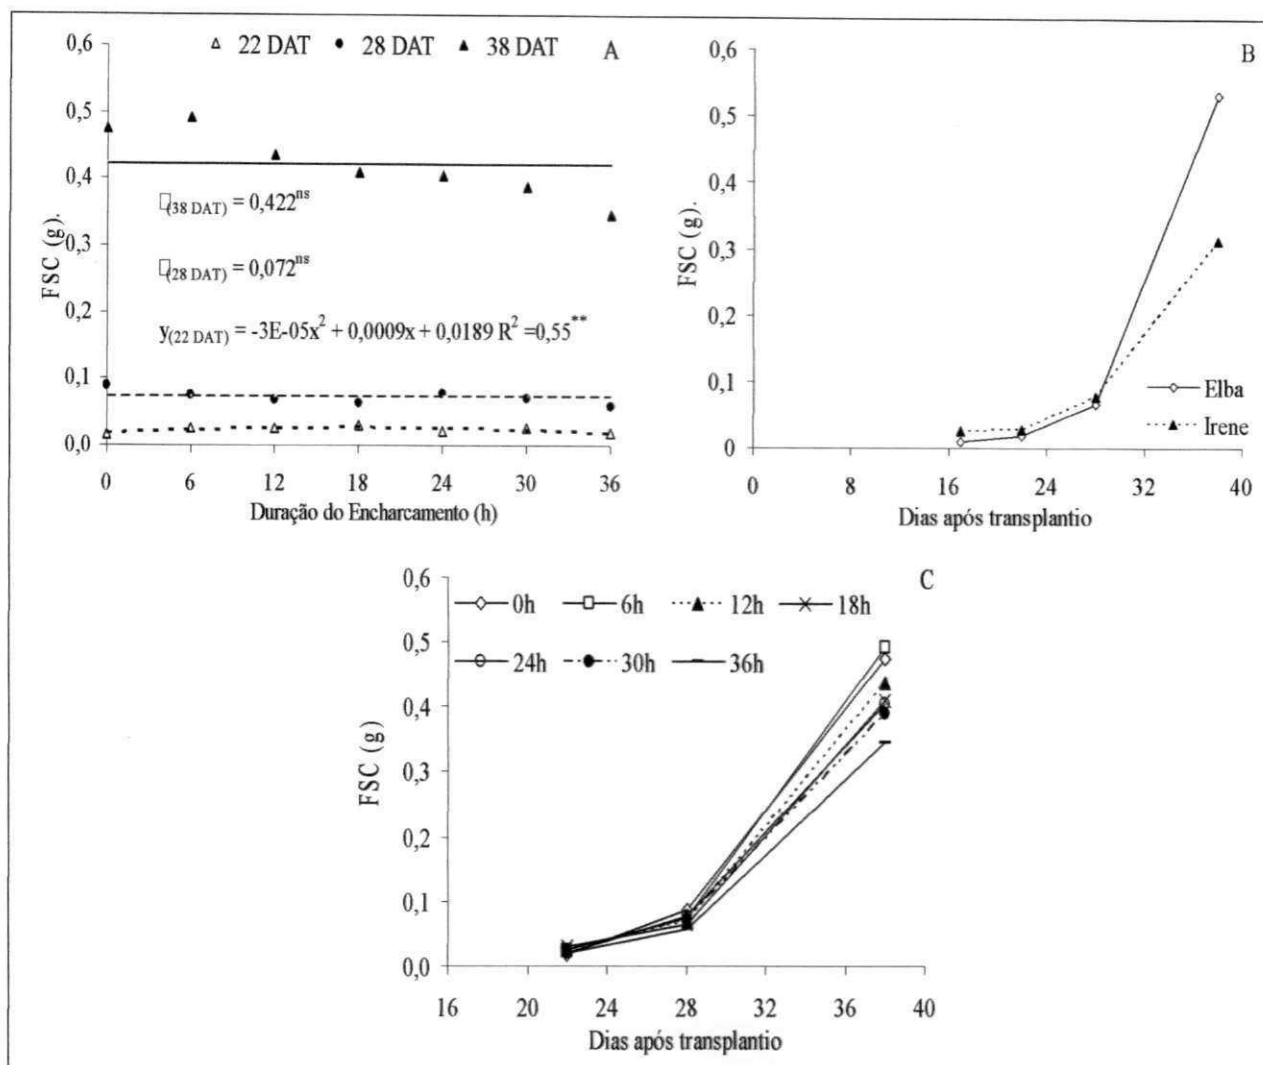 0,6 △ 22 DAT ● 28 DAT ▲ 38 DAT A
0,5
0,4
0,3
0,2
0,1
0,0
FSC (g).
□(38 DAT) = 0,422ns
□(28 DAT) = 0,072ns
y(22 DAT) = -3E-05x² + 0,0009x + 0,0189 R² =0,55**
0 6 12 18 24 30 36
Duração do Encharcamento (h)
B
0,6
0,5
0,4
0,3
0,2
0,1
0
FSC (g).
Elba
Irene
0 8 16 24 32 40
Dias após transplantio
C
0,6
0h 6h 12h 18h
24h 30h 36h
0,5
0,4
0,3
0,2
0,1
0,0
FSC (g)
16 20 24 28 32 36 40
Dias após transplantio